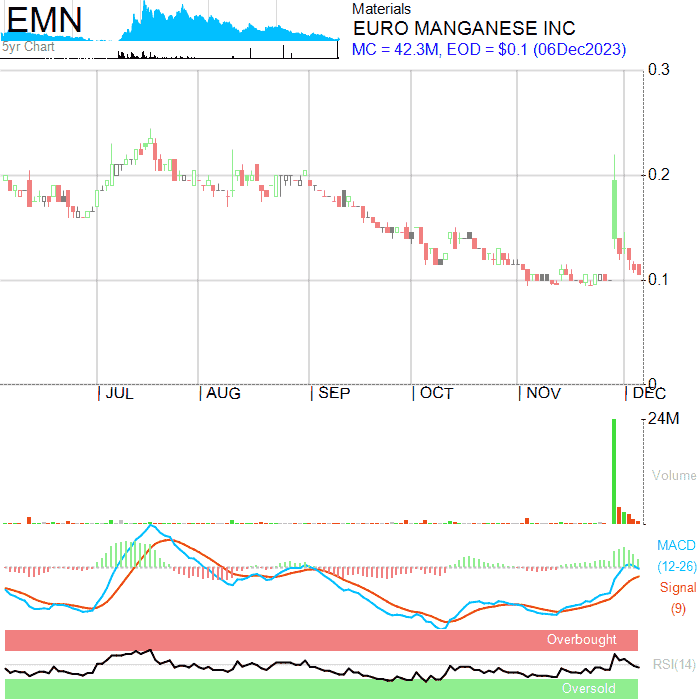 EMN
5yr Chart
Materials
EURO MANGANESE INC
MC = 42.3M, EOD = $0.1 (06Dec2023)
0.3
0.2
0.1
0
JUL
AUG
SEP
OCT
NOV
DEC
24M
Volume
MACD
(12-26)
Signal
(9)
Overbought
RSI(14)
Oversold